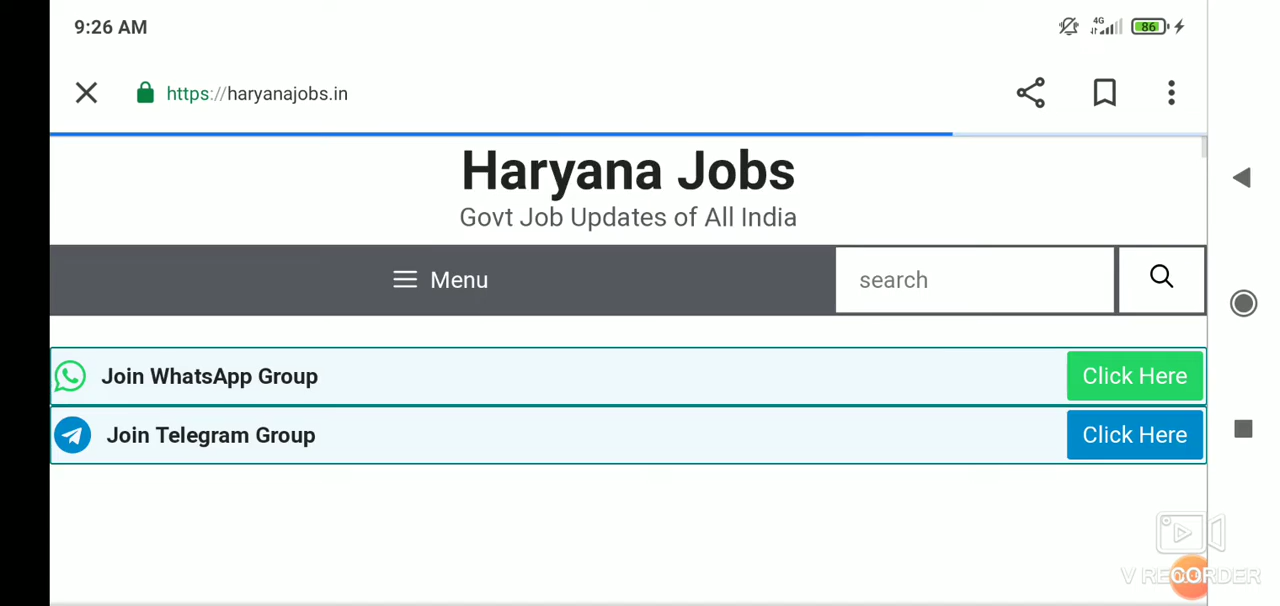 9:26 AM
4G
86
https://haryanajobs.in
Haryana Jobs
Govt Job Updates of All India
Menu
search
Join WhatsApp Group
Click Here
Join Telegram Group
Click Here
V RECORDER